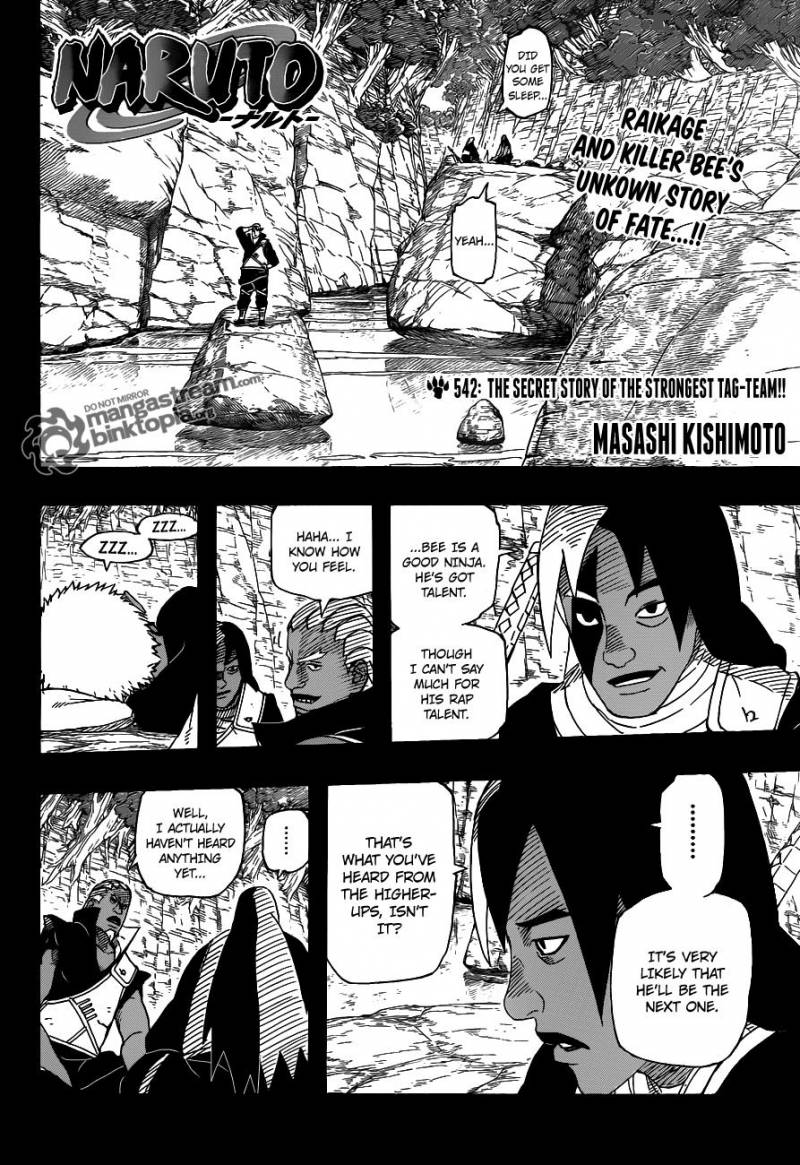 NARUTO
-ナルト-
DID
YOU GET
SOME
SLEEP...
RAIKAGE
AND KILLER BEE'S
UNKOWN STORY
OF FATE...!!
YEAH...
542: THE SECRET STORY OF THE STRONGEST TAG-TEAM!!
MASASHI KISHIMOTO
DO NOT MIRROR
mangastream.com
binktopia.org
...BEE IS A
GOOD NINJA.
HE'S GOT
TALENT.
THOUGH
I CAN'T SAY
MUCH FOR
HIS RAP
TALENT.
HAHA... I
KNOW HOW
YOU FEEL.
ZZZ...
ZZZ...
.........
IT'S VERY
LIKELY THAT
HE'LL BE THE
NEXT ONE.
THAT'S
WHAT YOU'VE
HEARD FROM
THE HIGHER-
UPS, ISN'T
IT?
.........
WELL,
I ACTUALLY
HAVEN'T HEARD
ANYTHING
YET...